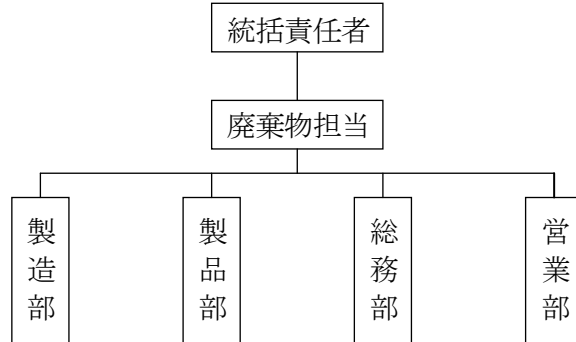 統括責任者
廃棄物担当
製造部
製品部
総務部
営業部